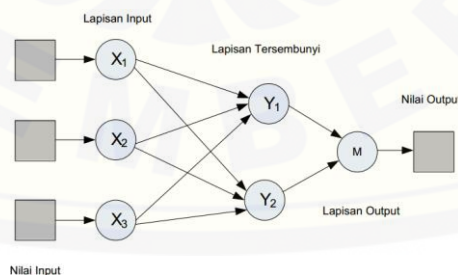 Lapisan Input
Lapisan Tersembunyi
X1
Y1
Nilai Output
X2
M
X3
Y2
Lapisan Output
Nilai Input